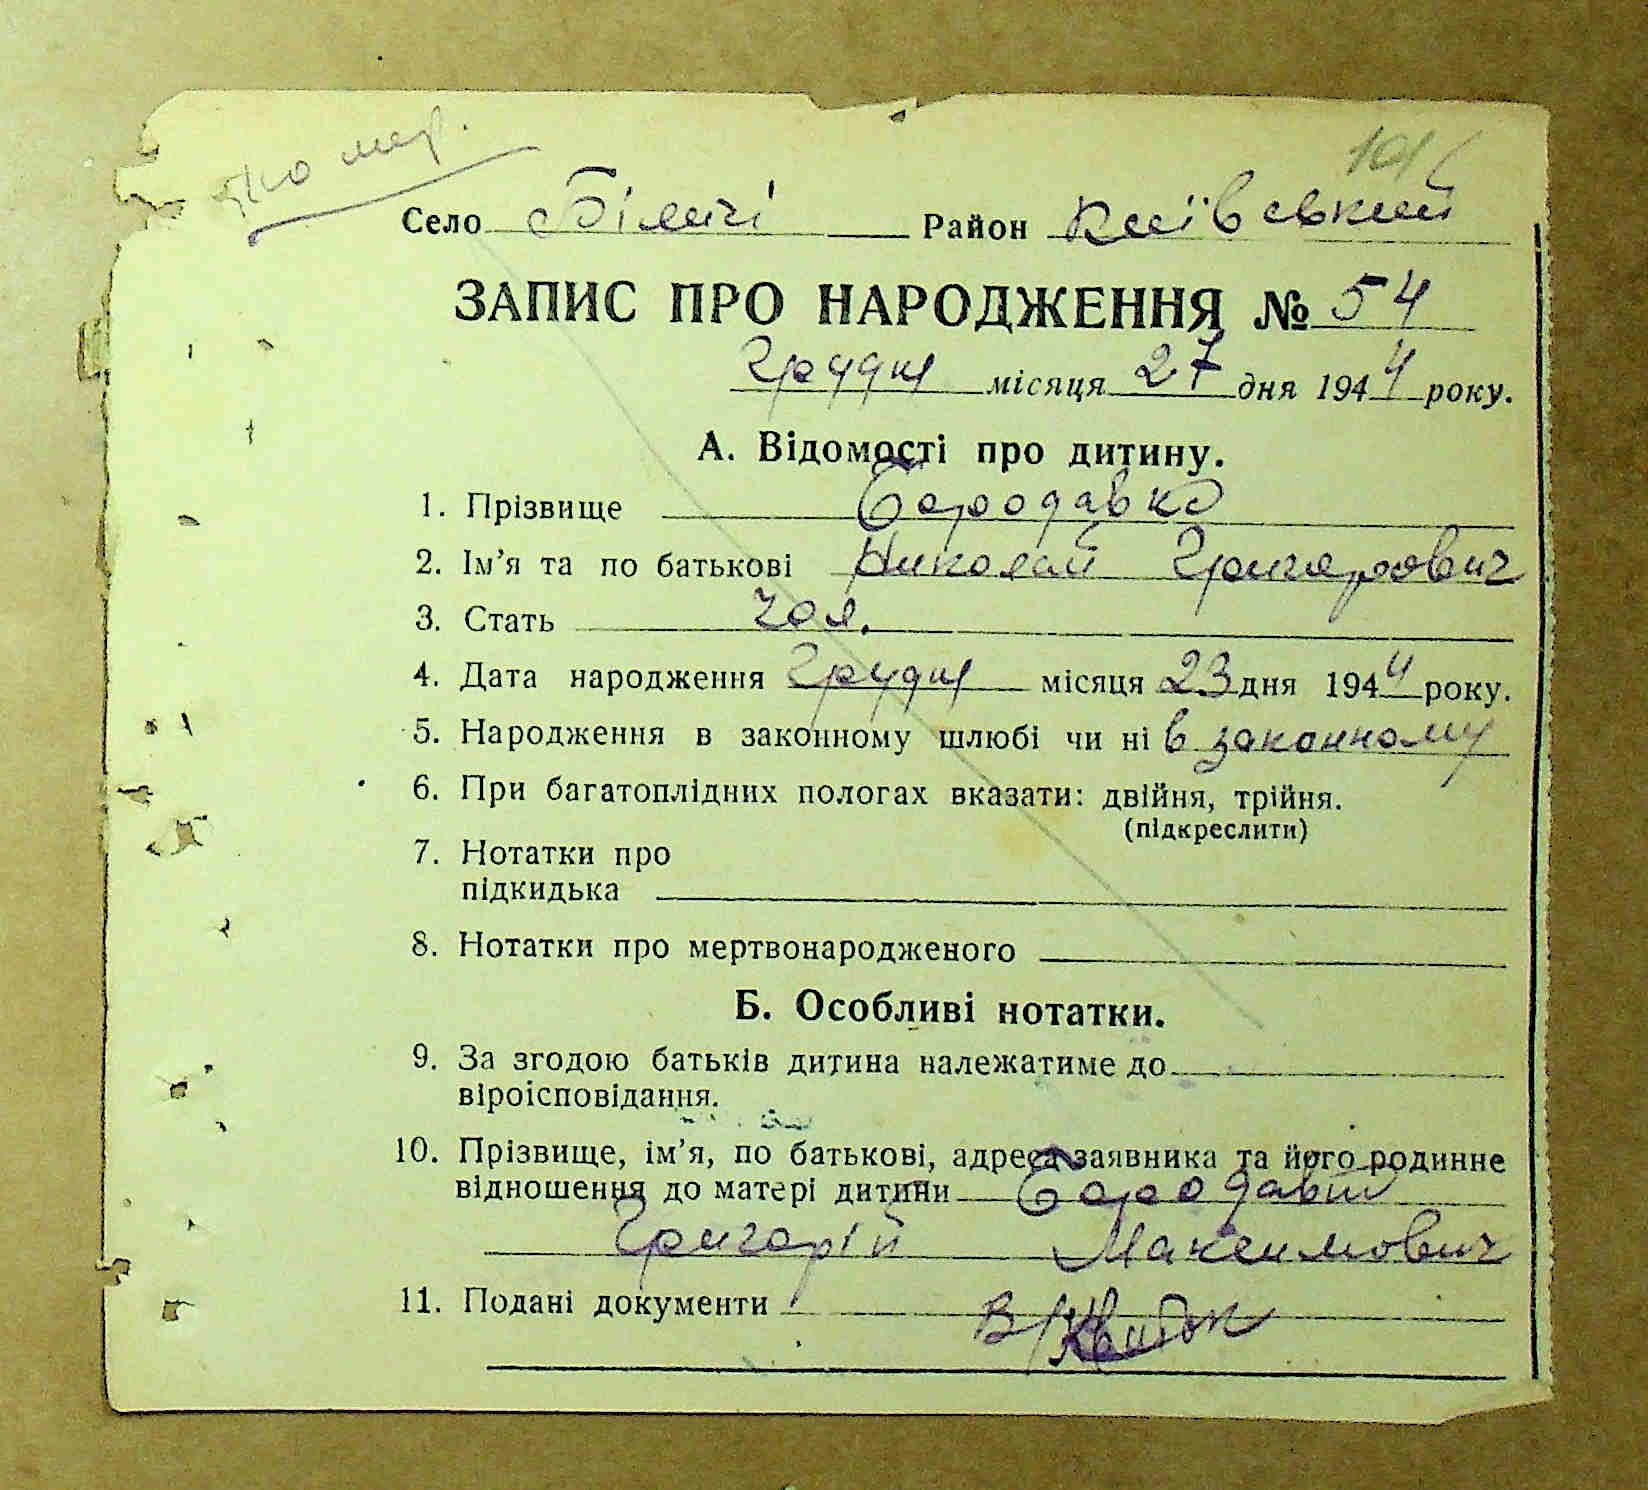 Село Біличі Район Київський
ЗАПИС ПРО НАРОДЖЕННЯ № 54
Грудня місяця 27 дня 1944 року.
А. Відомості про дитину.
1. Прізвище Бородавко
2. Ім'я та по батькові Николай Григорович
3. Стать чол.
4. Дата народження Грудня місяця 23 дня 1944 року.
5. Народження в законному шлюбі чи ні в законному
6. При багатоплідних пологах вказати: двійня, трійня.
(підкреслити)
7. Нотатки про
підкидька
8. Нотатки про мертвонародженого
Б. Особливі нотатки.
9. За згодою батьків дитина належатиме до
віроісповідання.
10. Прізвище, ім'я, по батькові, адреса заявника та його родинне
відношення до матері дитини
Григорій Максимович
11. Подані документи